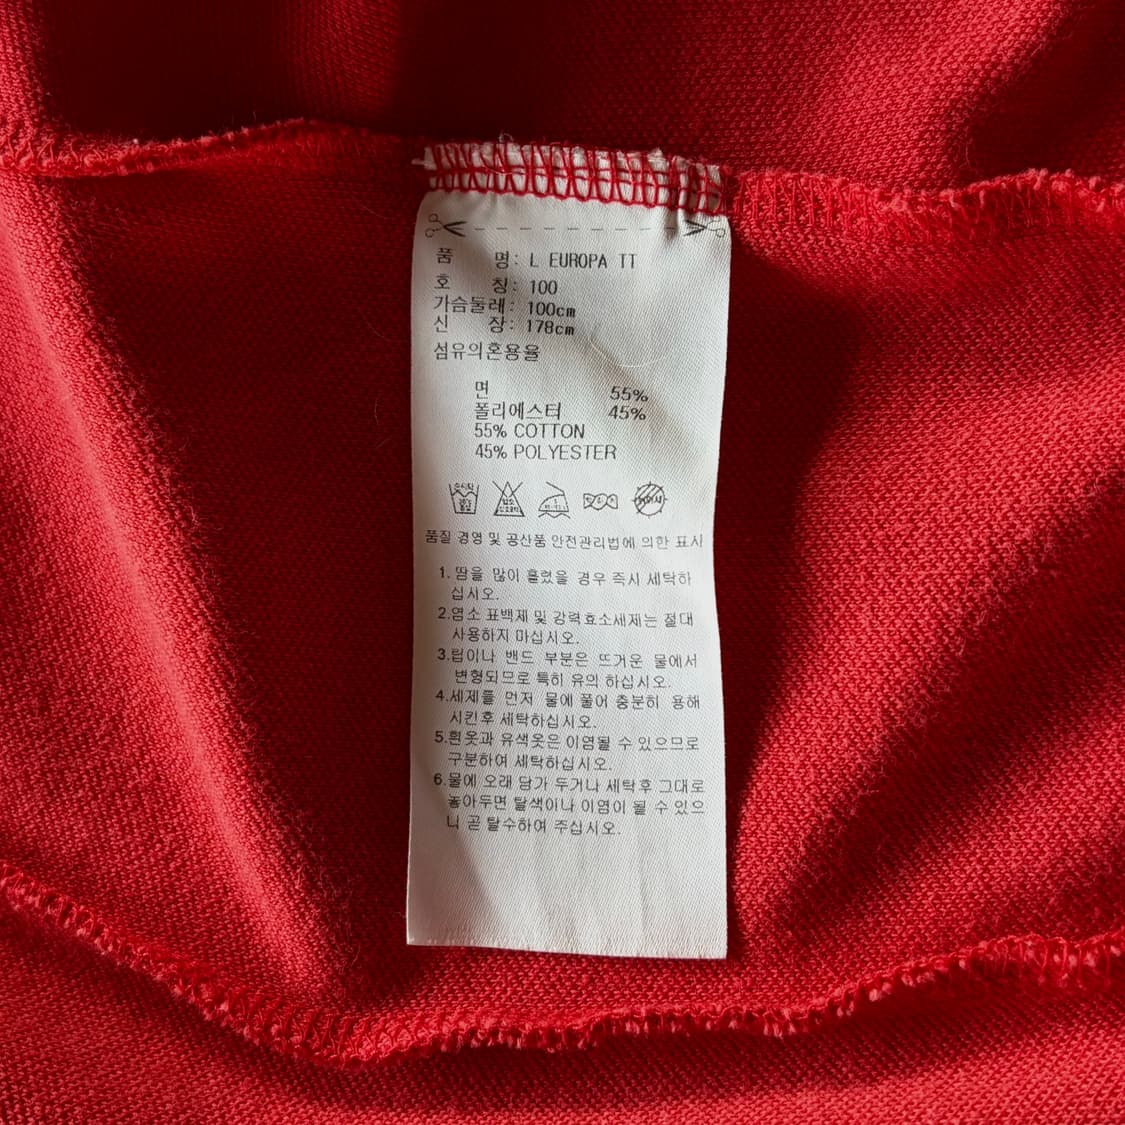 품 명: L EUROPA TT
호 칭: 100
가슴둘레: 100cm
신 장: 178cm
섬유의혼용율
면 55%
폴리에스터 45%
55% COTTON
45% POLYESTER
품질 경영 및 공산품 안전관리법에 의한 표시
1. 땀을 많이 흘렸을 경우 즉시 세탁하
십시오.
2.염소 표백제 및 강력효소세제는 절대
사용하지 마십시오.
3.립이나 밴드 부분은 뜨거운 물에서
변형되므로 특히 유의 하십시오.
4.세제를 먼저 물에 풀어 충분히 용해
시킨후 세탁하십시오.
5.흰옷과 유색옷은 이염될 수 있으므로
구분하여 세탁하십시오.
6.물에 오래 담가 두거나 세탁후 그대로
놓아두면 탈색이나 이염이 될 수 있으
니 곧 탈수하여 주십시오.